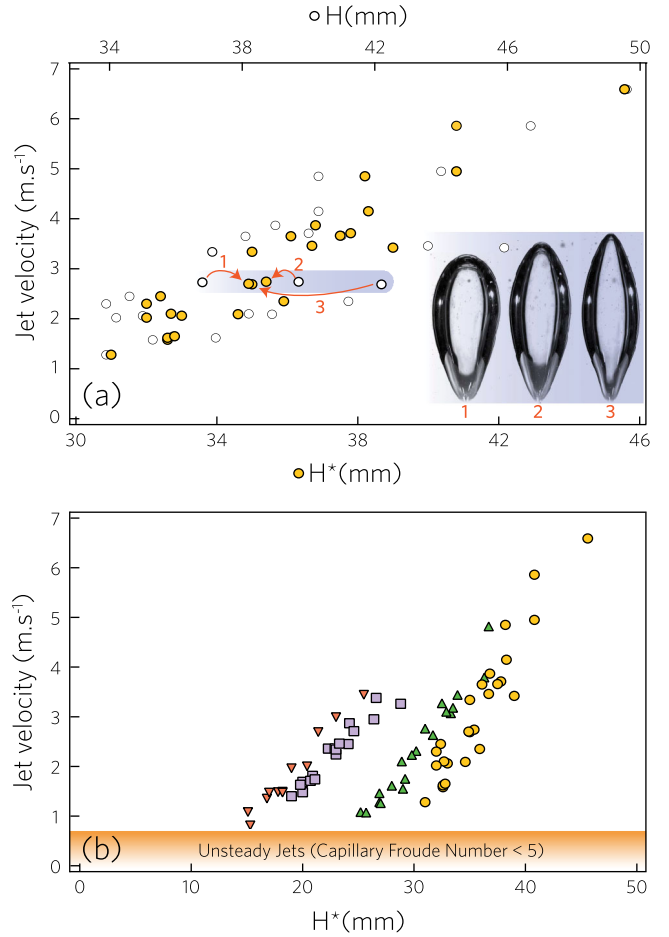 H(mm)
34 38 42 46 50
7
6
5
4
3
2
1
0
Jet velocity (m.s-1)
1
2
3
1 2 3
(a)
30 34 38 42 46
H*(mm)
7
6
5
4
3
2
1
0
Jet velocity (m.s-1)
(b)
Unsteady Jets (Capillary Froude Number < 5)
0 10 20 30 40 50
H*(mm)